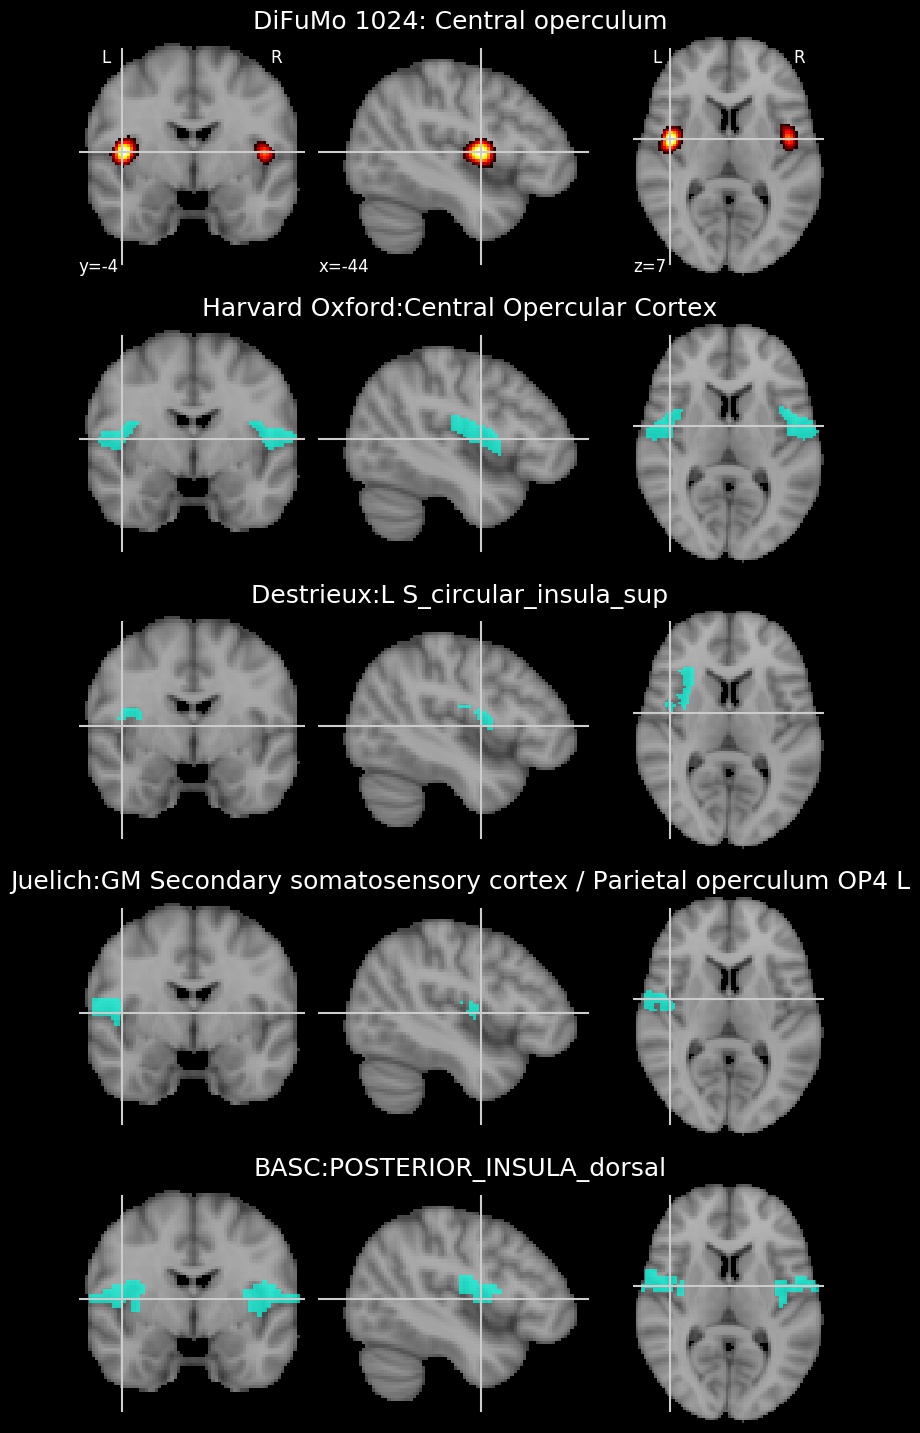 DiFuMo 1024: Central operculum
L R L R
y=-4 x=-44 z=7
Harvard Oxford:Central Opercular Cortex
Destrieux:L S_circular_insula_sup
Juelich:GM Secondary somatosensory cortex / Parietal operculum OP4 L
BASC:POSTERIOR_INSULA_dorsal